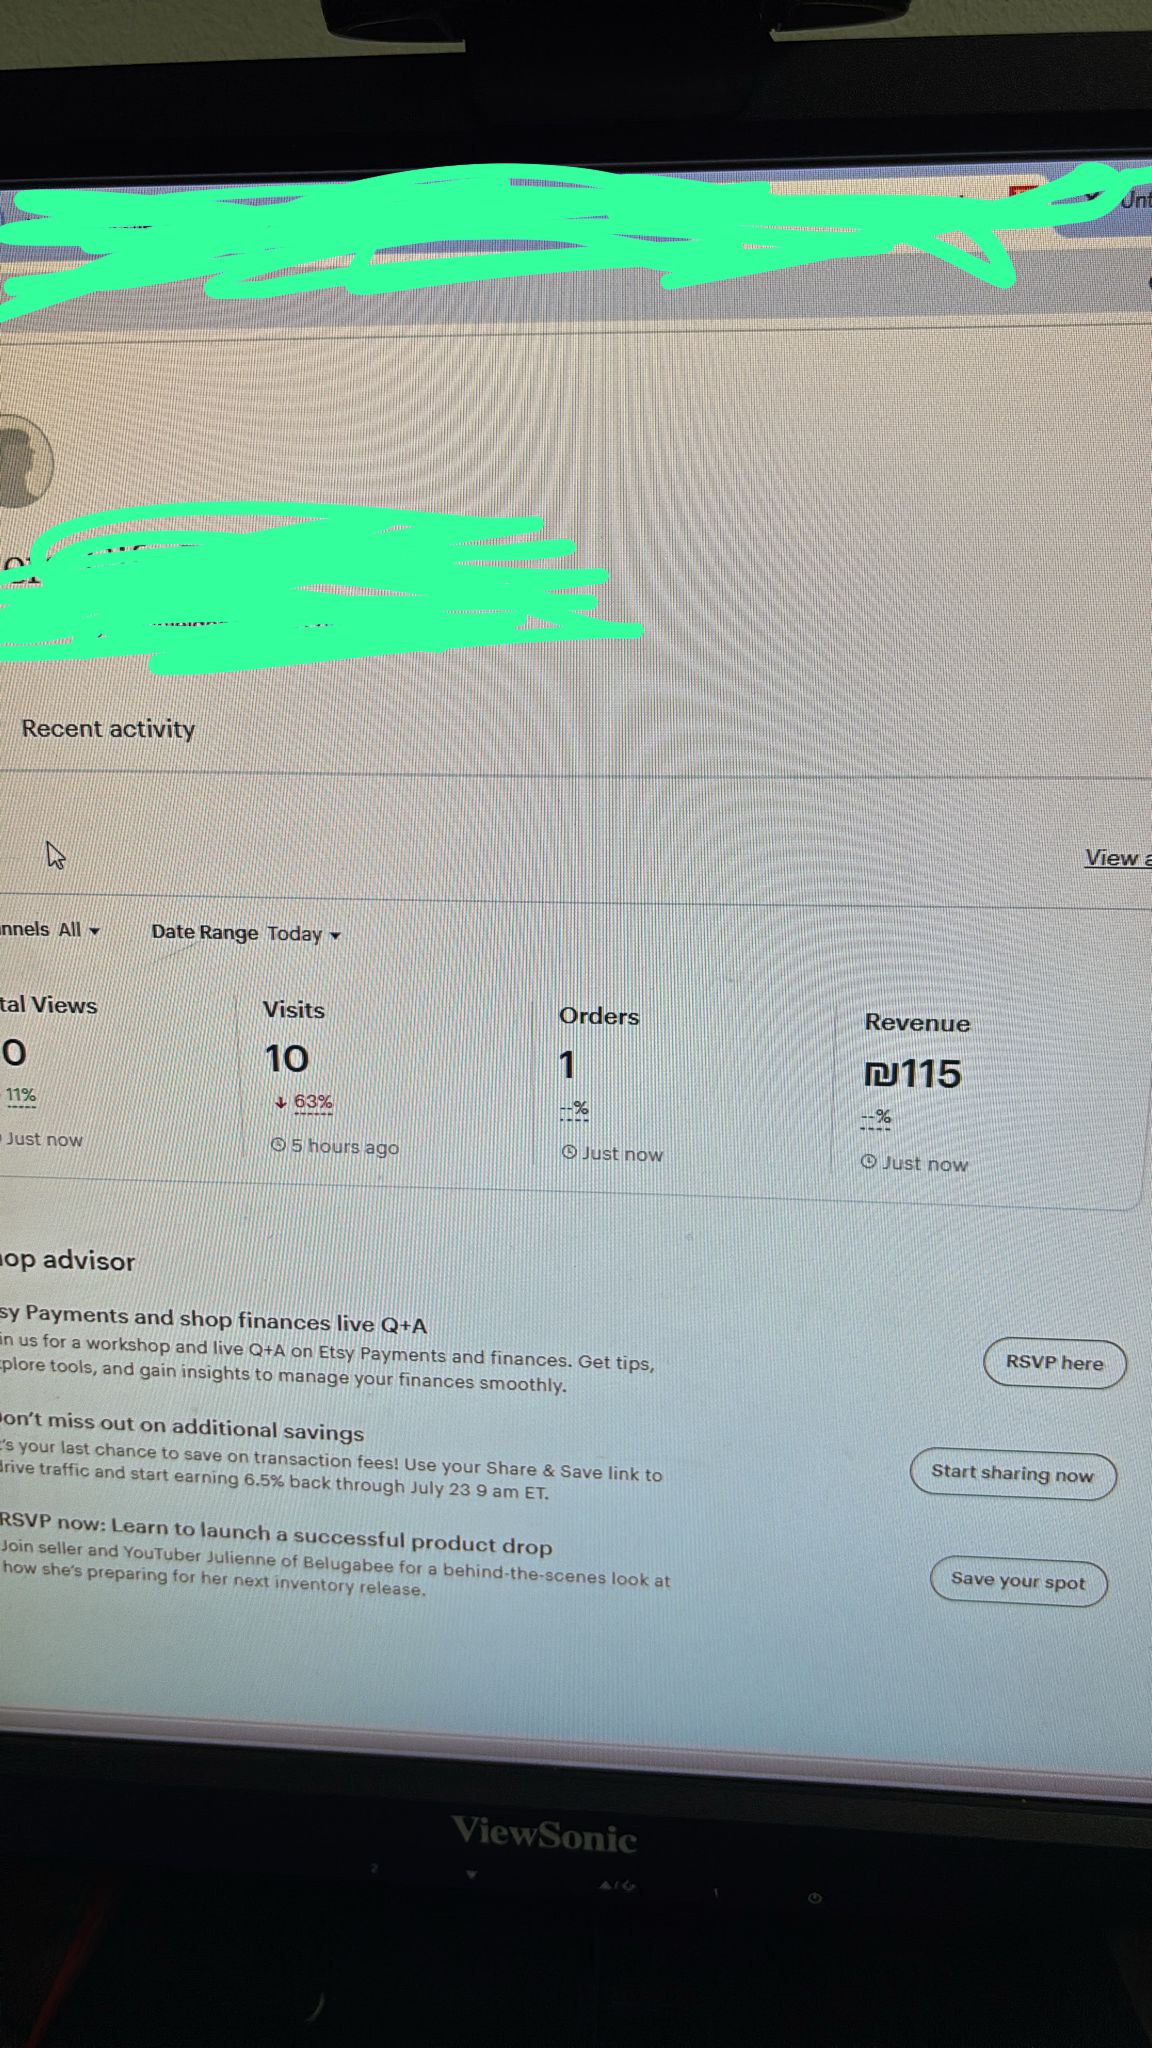 Unt
Recent activity
View a
nnels All
Date Range Today
tal Views
Visits
Orders
Revenue
0
10
1
₪115
11%
63%
--%
--%
Just now
5 hours ago
Just now
Just now
op advisor
sy Payments and shop finances live Q+A
in us for a workshop and live Q+A on Etsy Payments and finances. Get tips,
plore tools, and gain insights to manage your finances smoothly.
RSVP here
on't miss out on additional savings
's your last chance to save on transaction fees! Use your Share & Save link to
drive traffic and start earning 6.5% back through July 23 9 am ET.
Start sharing now
RSVP now: Learn to launch a successful product drop
Join seller and YouTuber Julienne of Belugabee for a behind-the-scenes look at
how she's preparing for her next inventory release.
Save your spot
ViewSonic
2
1